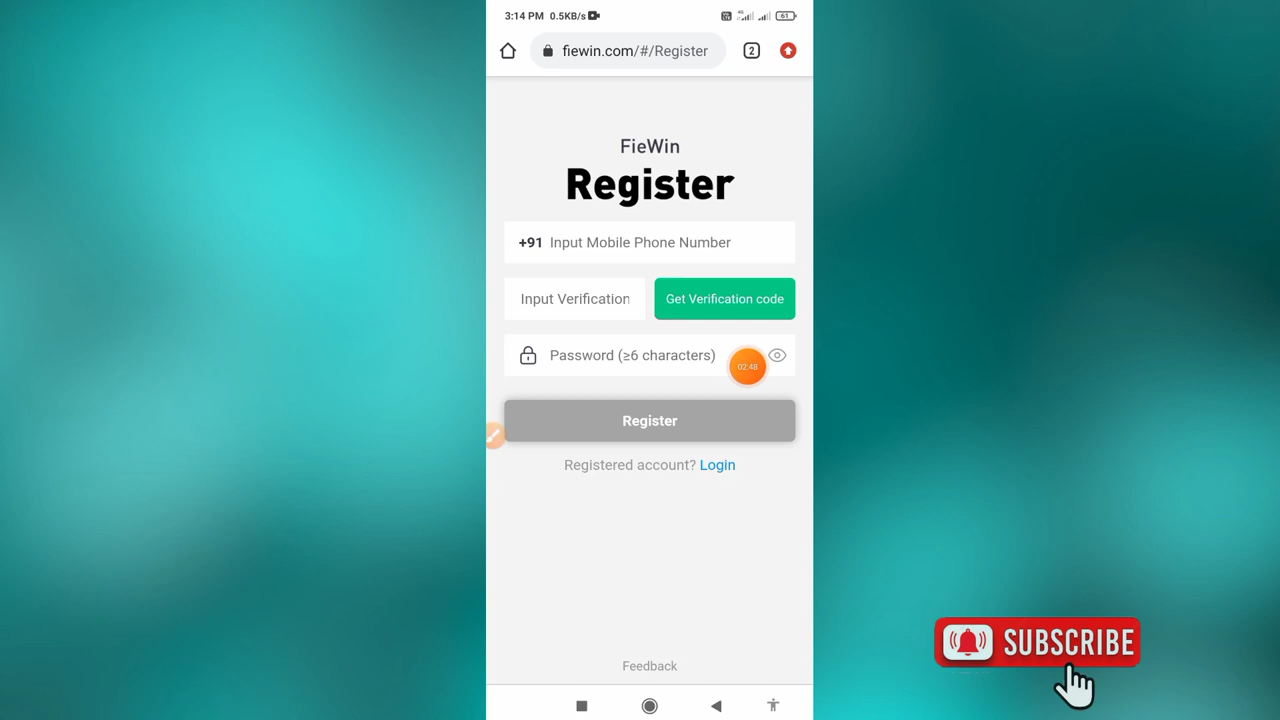 3:14 PM 0.5KB/s 61
fiewin.com/#/Register 2
FieWin
Register
+91 Input Mobile Phone Number
Input Verification Get Verification code
Password (≥6 characters)
02:48
Register
Registered account? Login
Feedback
SUBSCRIBE